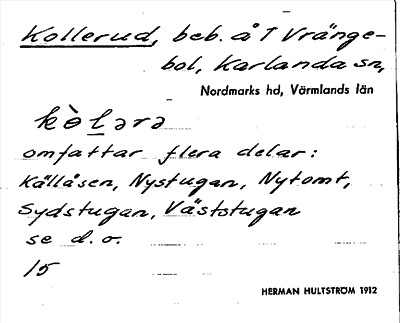 Kollerud, beb. å T Vränge-
bol, Karlanda sn,
Nordmarks hd, Värmlands län
kòlərə
omfattar flera delar:
Källåsen, Nystugan, Nytomt,
Sydstugan, Väststugan
se d. o.
15
HERMAN HULTSTRÖM 1912